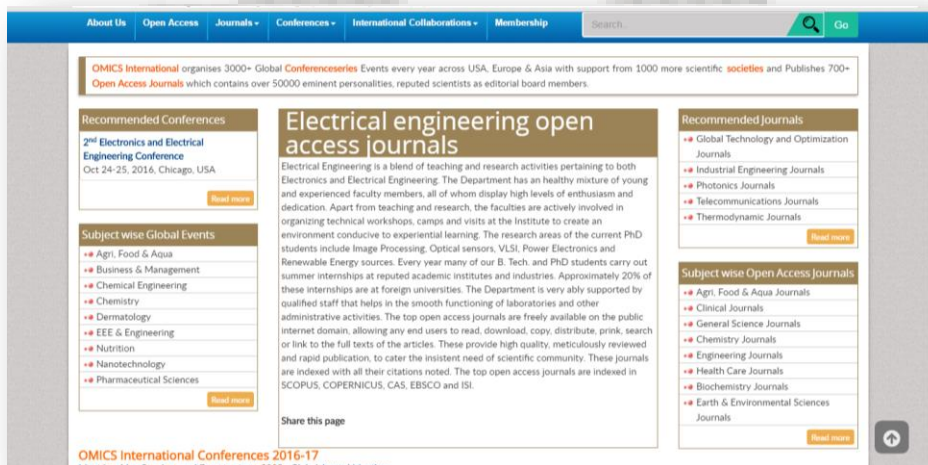 About Us Open Access Journals Conferences International Collaborations Membership Search... Go
OMICS International organises 3000+ Global Conferenceseries Events every year across USA, Europe & Asia with support from 1000 more scientific societies and Publishes 700+
Open Access Journals which contains over 50000 eminent personalities, reputed scientists as editorial board members.
Recommended Conferences
2nd Electronics and Electrical
Engineering Conference
Oct 24-25, 2016, Chicago, USA
Read more
Subject wise Global Events
Agri, Food & Aqua
Business & Management
Chemical Engineering
Chemistry
Dermatology
EEE & Engineering
Nutrition
Nanotechnology
Pharmaceutical Sciences
Read more
Electrical engineering open
access journals
Electrical Engineering is a blend of teaching and research activities pertaining to both
Electronics and Electrical Engineering. The Department has an healthy mixture of young
and experienced faculty members, all of whom display high levels of enthusiasm and
dedication. Apart from teaching and research, the faculties are actively involved in
organizing technical workshops, camps and visits at the Institute to create an
environment conducive to experiential learning. The research areas of the current PhD
students include Image Processing, Optical sensors, VLSI, Power Electronics and
Renewable Energy sources. Every year many of our B. Tech. and PhD students carry out
summer internships at reputed academic institutes and industries. Approximately 20% of
these internships are at foreign universities. The Department is very ably supported by
qualified staff that helps in the smooth functioning of laboratories and other
administrative activities. The top open access journals are freely available on the public
internet domain, allowing any end users to read, download, copy, distribute, prink, search
or link to the full texts of the articles. These provide high quality, meticulously reviewed
and rapid publication, to cater the insistent need of scientific community. These journals
are indexed with all their citations noted. The top open access journals are indexed in
SCOPUS, COPERNICUS, CAS, EBSCO and ISI.
Share this page
Recommended Journals
Global Technology and Optimization
Journals
Industrial Engineering Journals
Photonics Journals
Telecommunications Journals
Thermodynamic Journals
Read more
Subject wise Open Access Journals
Agri, Food & Aqua Journals
Clinical Journals
General Science Journals
Chemistry Journals
Engineering Journals
Health Care Journals
Biochemistry Journals
Earth & Environmental Sciences
Journals
Read more
OMICS International Conferences 2016-17